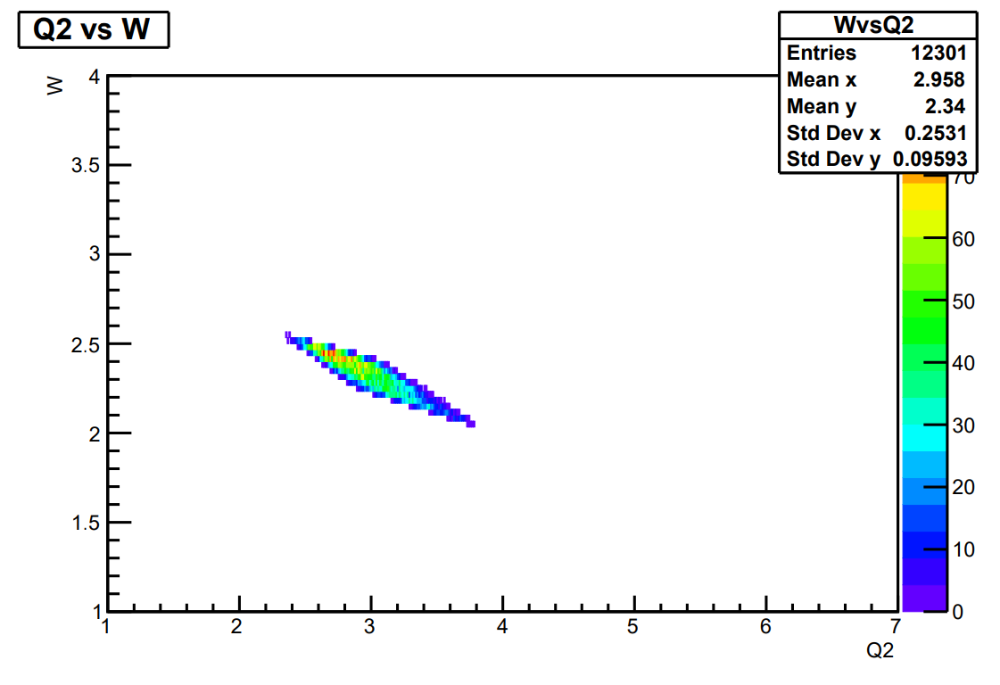 Q2 vs W
WvsQ2
Entries 12301
Mean x 2.958
Mean y 2.34
Std Dev x 0.2531
Std Dev y 0.09593
W
4
3.5
3
2.5
2
1.5
1
1 2 3 4 5 6 7
Q2
70
60
50
40
30
20
10
0